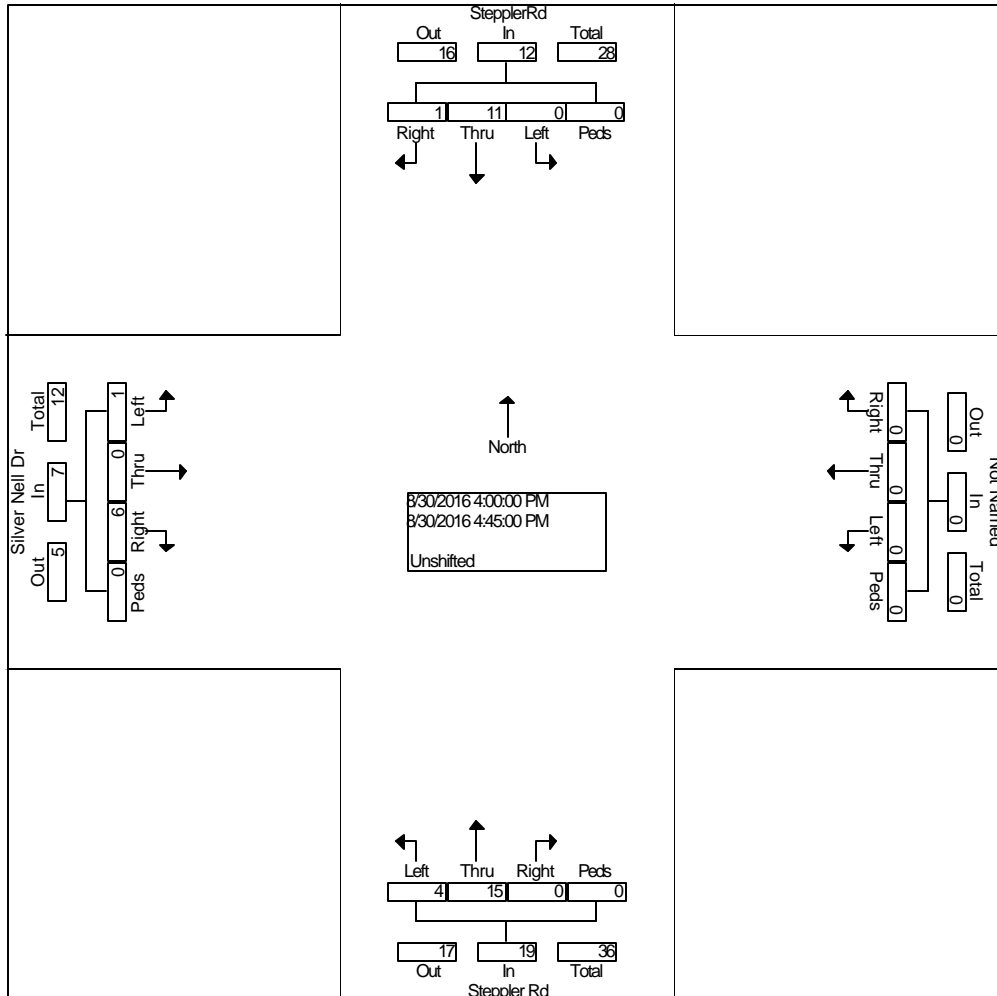 StepplerRd
Out In Total
16 12 28
1 11 0 0
Right Thru Left Peds
Silver Nell Dr
Total In Out
12 7 5
1 0 6 0
Left Thru Right Peds
North
8/30/2016 4:00:00 PM
8/30/2016 4:45:00 PM
Unshifted
Right Thru Left Peds
0 0 0 0
Out In Total
0 0 0
Not Named
Left Thru Right Peds
4 15 0 0
17 19 36
Out In Total
Steppler Rd